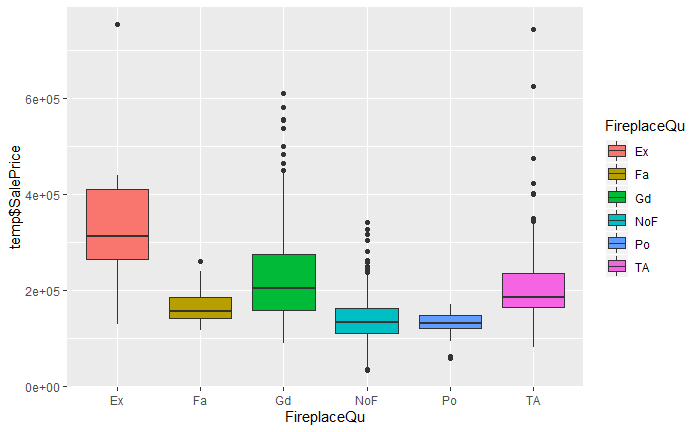 temp$SalePrice
6e+05
4e+05
2e+05
0e+00
Ex Fa Gd NoF Po TA
FireplaceQu
FireplaceQu
Ex
Fa
Gd
NoF
Po
TA